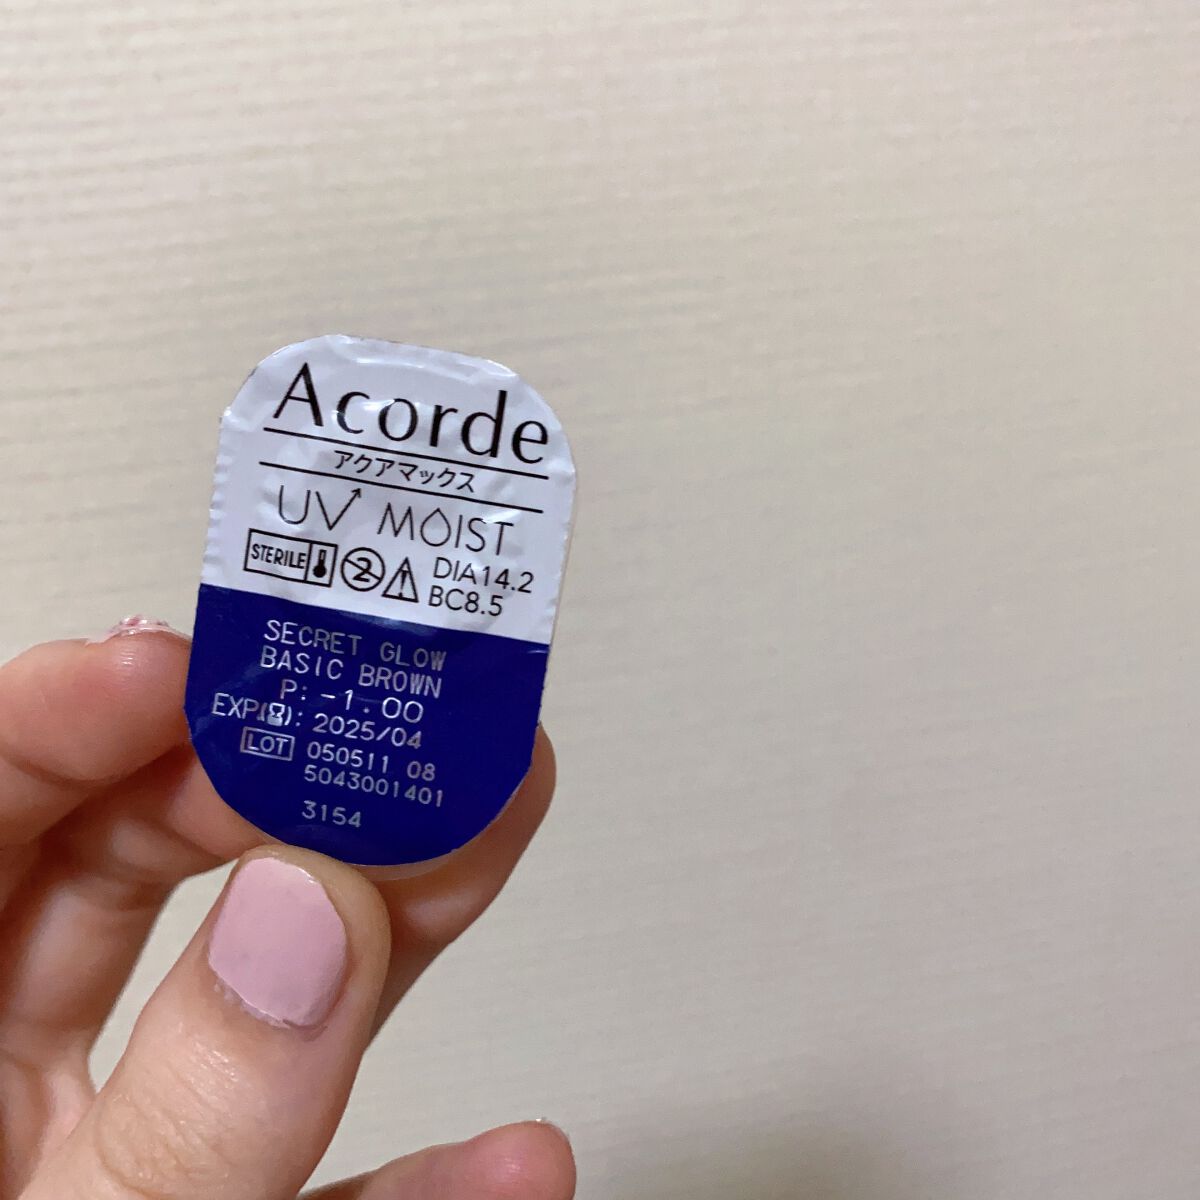 Acorde
アクアマックス
UV MOIST
STERILE 2 DIA14.2
BC8.5
SECRET GLOW
BASIC BROWN
P: -1.00
EXP.(): 2025/04
LOT 050511 08
5043001401
3154